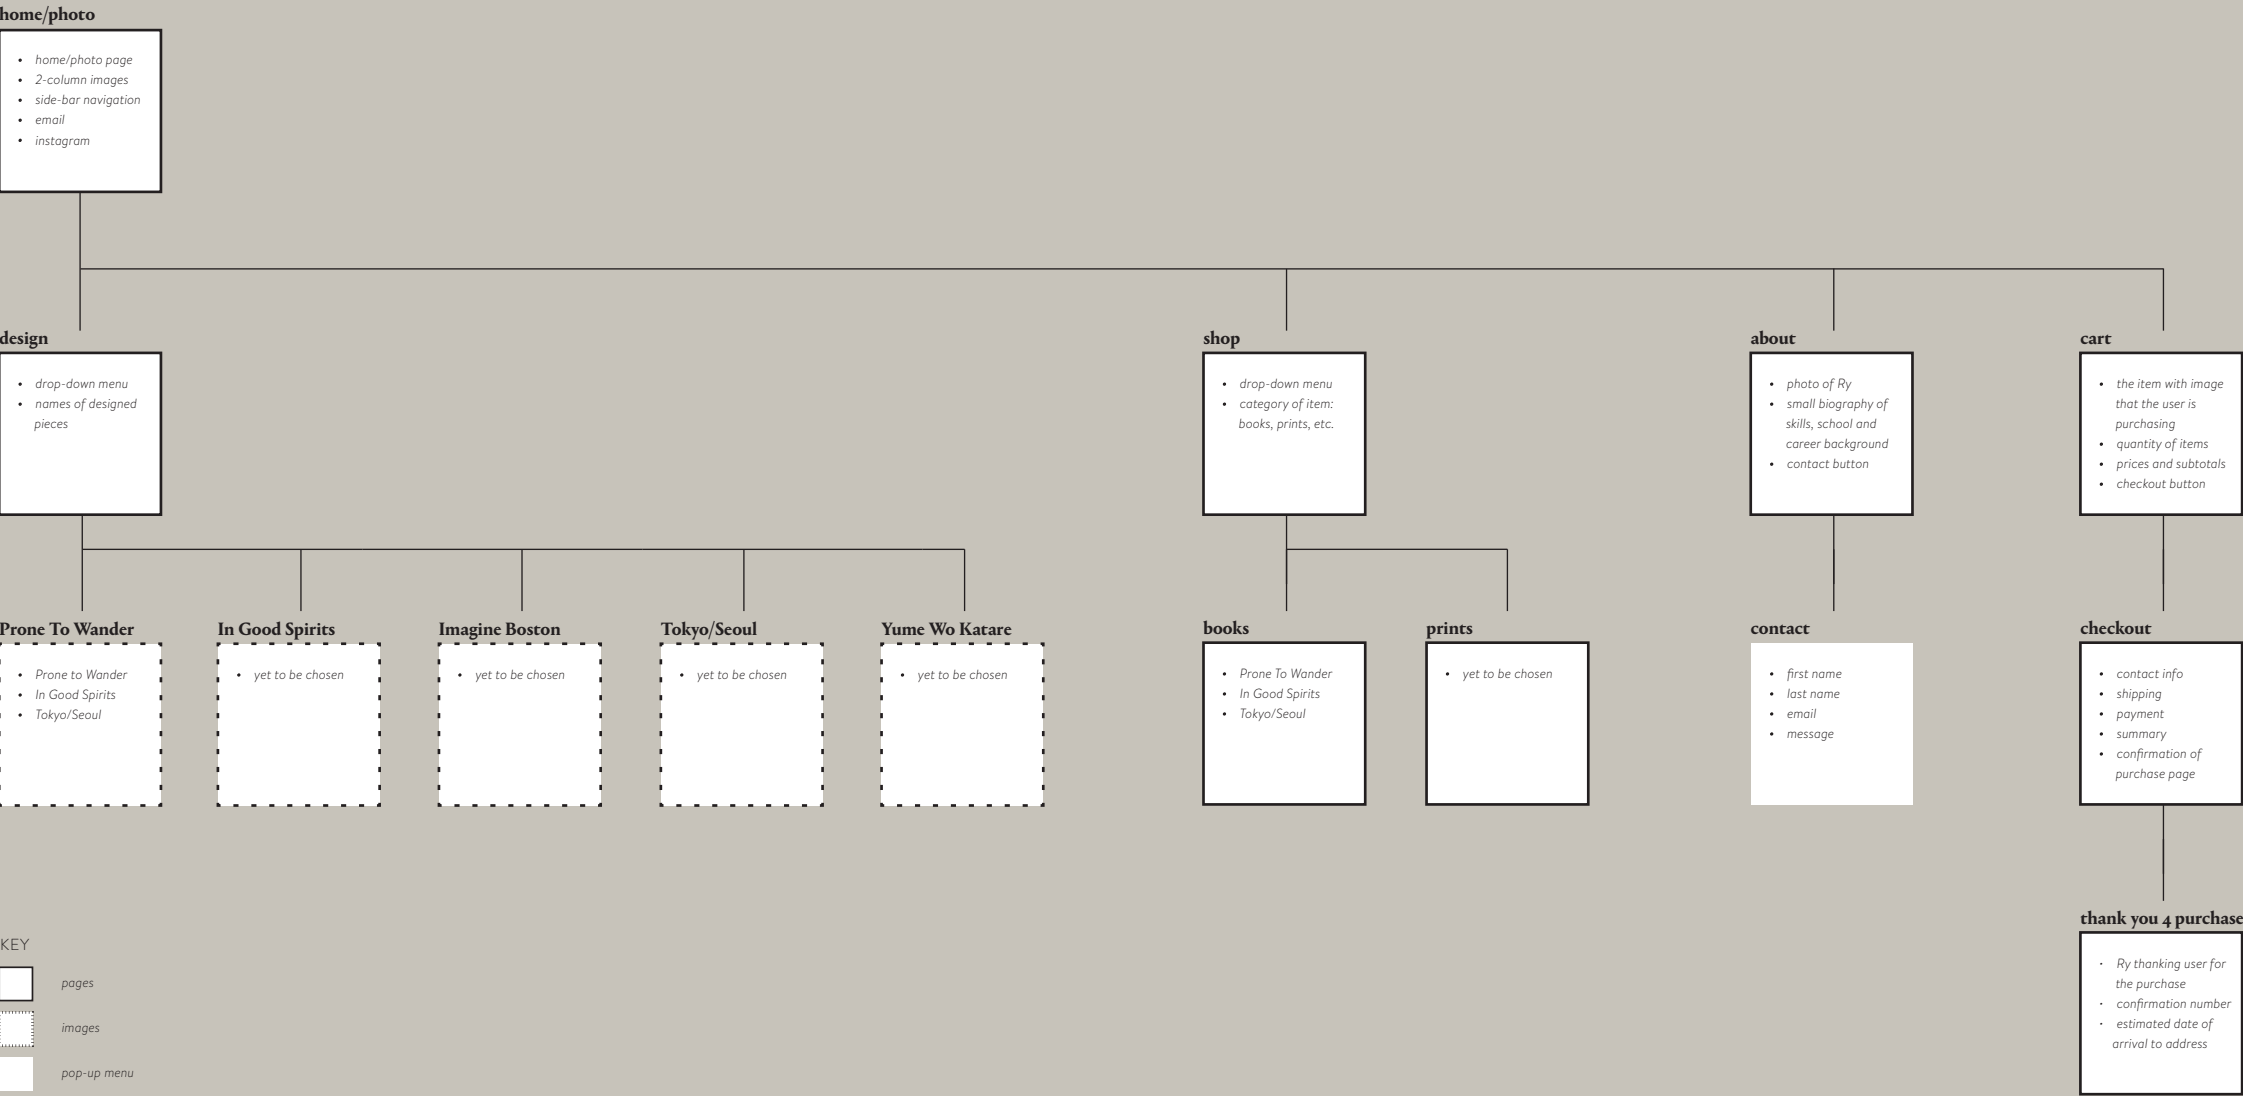 home/photo
• home/photo page
• 2-column images
• side-bar navigation
• email
• instagram
design
• drop-down menu
• names of designed
pieces
shop
• drop-down menu
• category of item:
books, prints, etc.
about
• photo of Ry
• small biography of
skills, school and
career background
• contact button
cart
• the item with image
that the user is
purchasing
• quantity of items
• prices and subtotals
• checkout button
Prone To Wander
• Prone to Wander
• In Good Spirits
• Tokyo/Seoul
In Good Spirits
• yet to be chosen
Imagine Boston
• yet to be chosen
Tokyo/Seoul
• yet to be chosen
Yume Wo Katare
• yet to be chosen
books
• Prone To Wander
• In Good Spirits
• Tokyo/Seoul
prints
• yet to be chosen
contact
• first name
• last name
• email
• message
checkout
• contact info
• shipping
• payment
• summary
• confirmation of
purchase page
thank you 4 purchase
· Ry thanking user for
the purchase
· confirmation number
· estimated date of
arrival to address
KEY
pages
images
pop-up menu